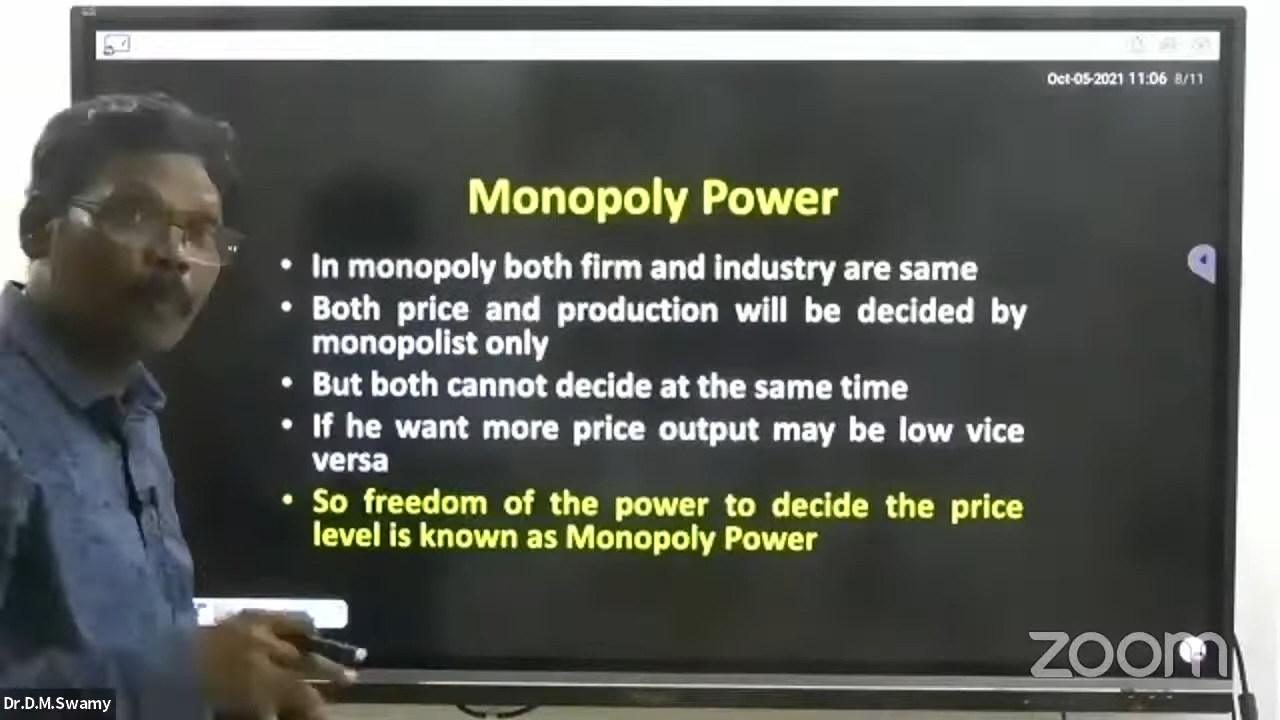 Oct-05-2021 11:06 8/11
Monopoly Power
• In monopoly both firm and industry are same
• Both price and production will be decided by
monopolist only
• But both cannot decide at the same time
• If he want more price output may be low vice
versa
• So freedom of the power to decide the price
level is known as Monopoly Power
zoom
Dr.D.M.Swamy